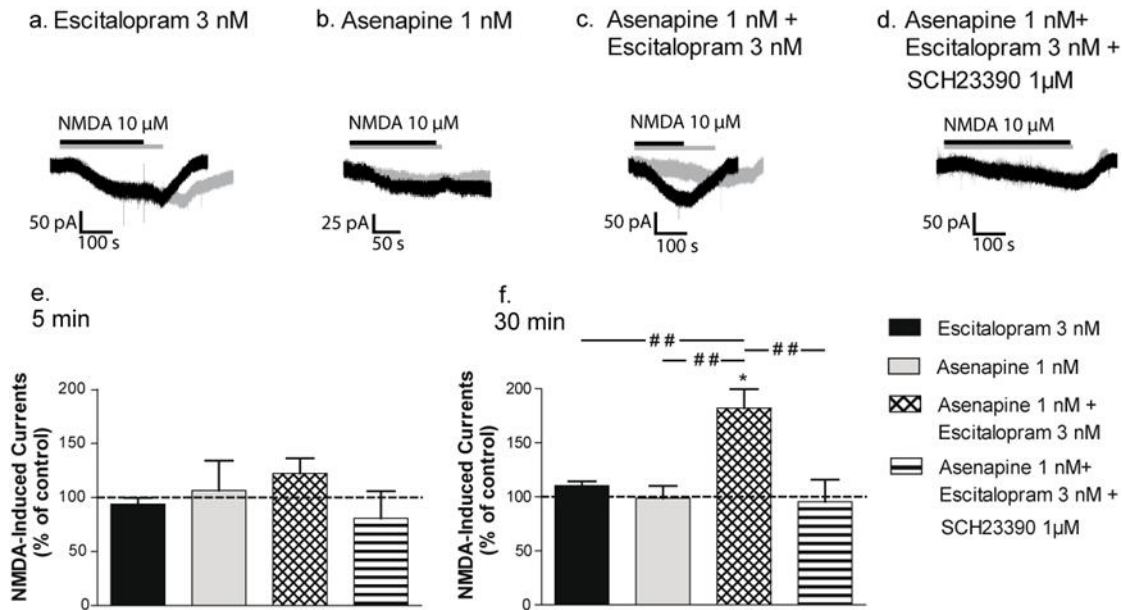 a. Escitalopram 3 nM
b. Asenapine 1 nM
c. Asenapine 1 nM +
Escitalopram 3 nM
d. Asenapine 1 nM+
Escitalopram 3 nM +
SCH23390 1µM
NMDA 10 µM
50 pA
100 s
NMDA 10 µM
25 pA
50 s
NMDA 10 µM
50 pA
100 s
NMDA 10 µM
50 pA
100 s
e.
5 min
NMDA-Induced Currents
(% of control)
200
150
100
50
0
f.
30 min
##
##
##
*
NMDA-Induced Currents
(% of control)
200
150
100
50
0
Escitalopram 3 nM
Asenapine 1 nM
Asenapine 1 nM +
Escitalopram 3 nM
Asenapine 1 nM+
Escitalopram 3 nM +
SCH23390 1µM